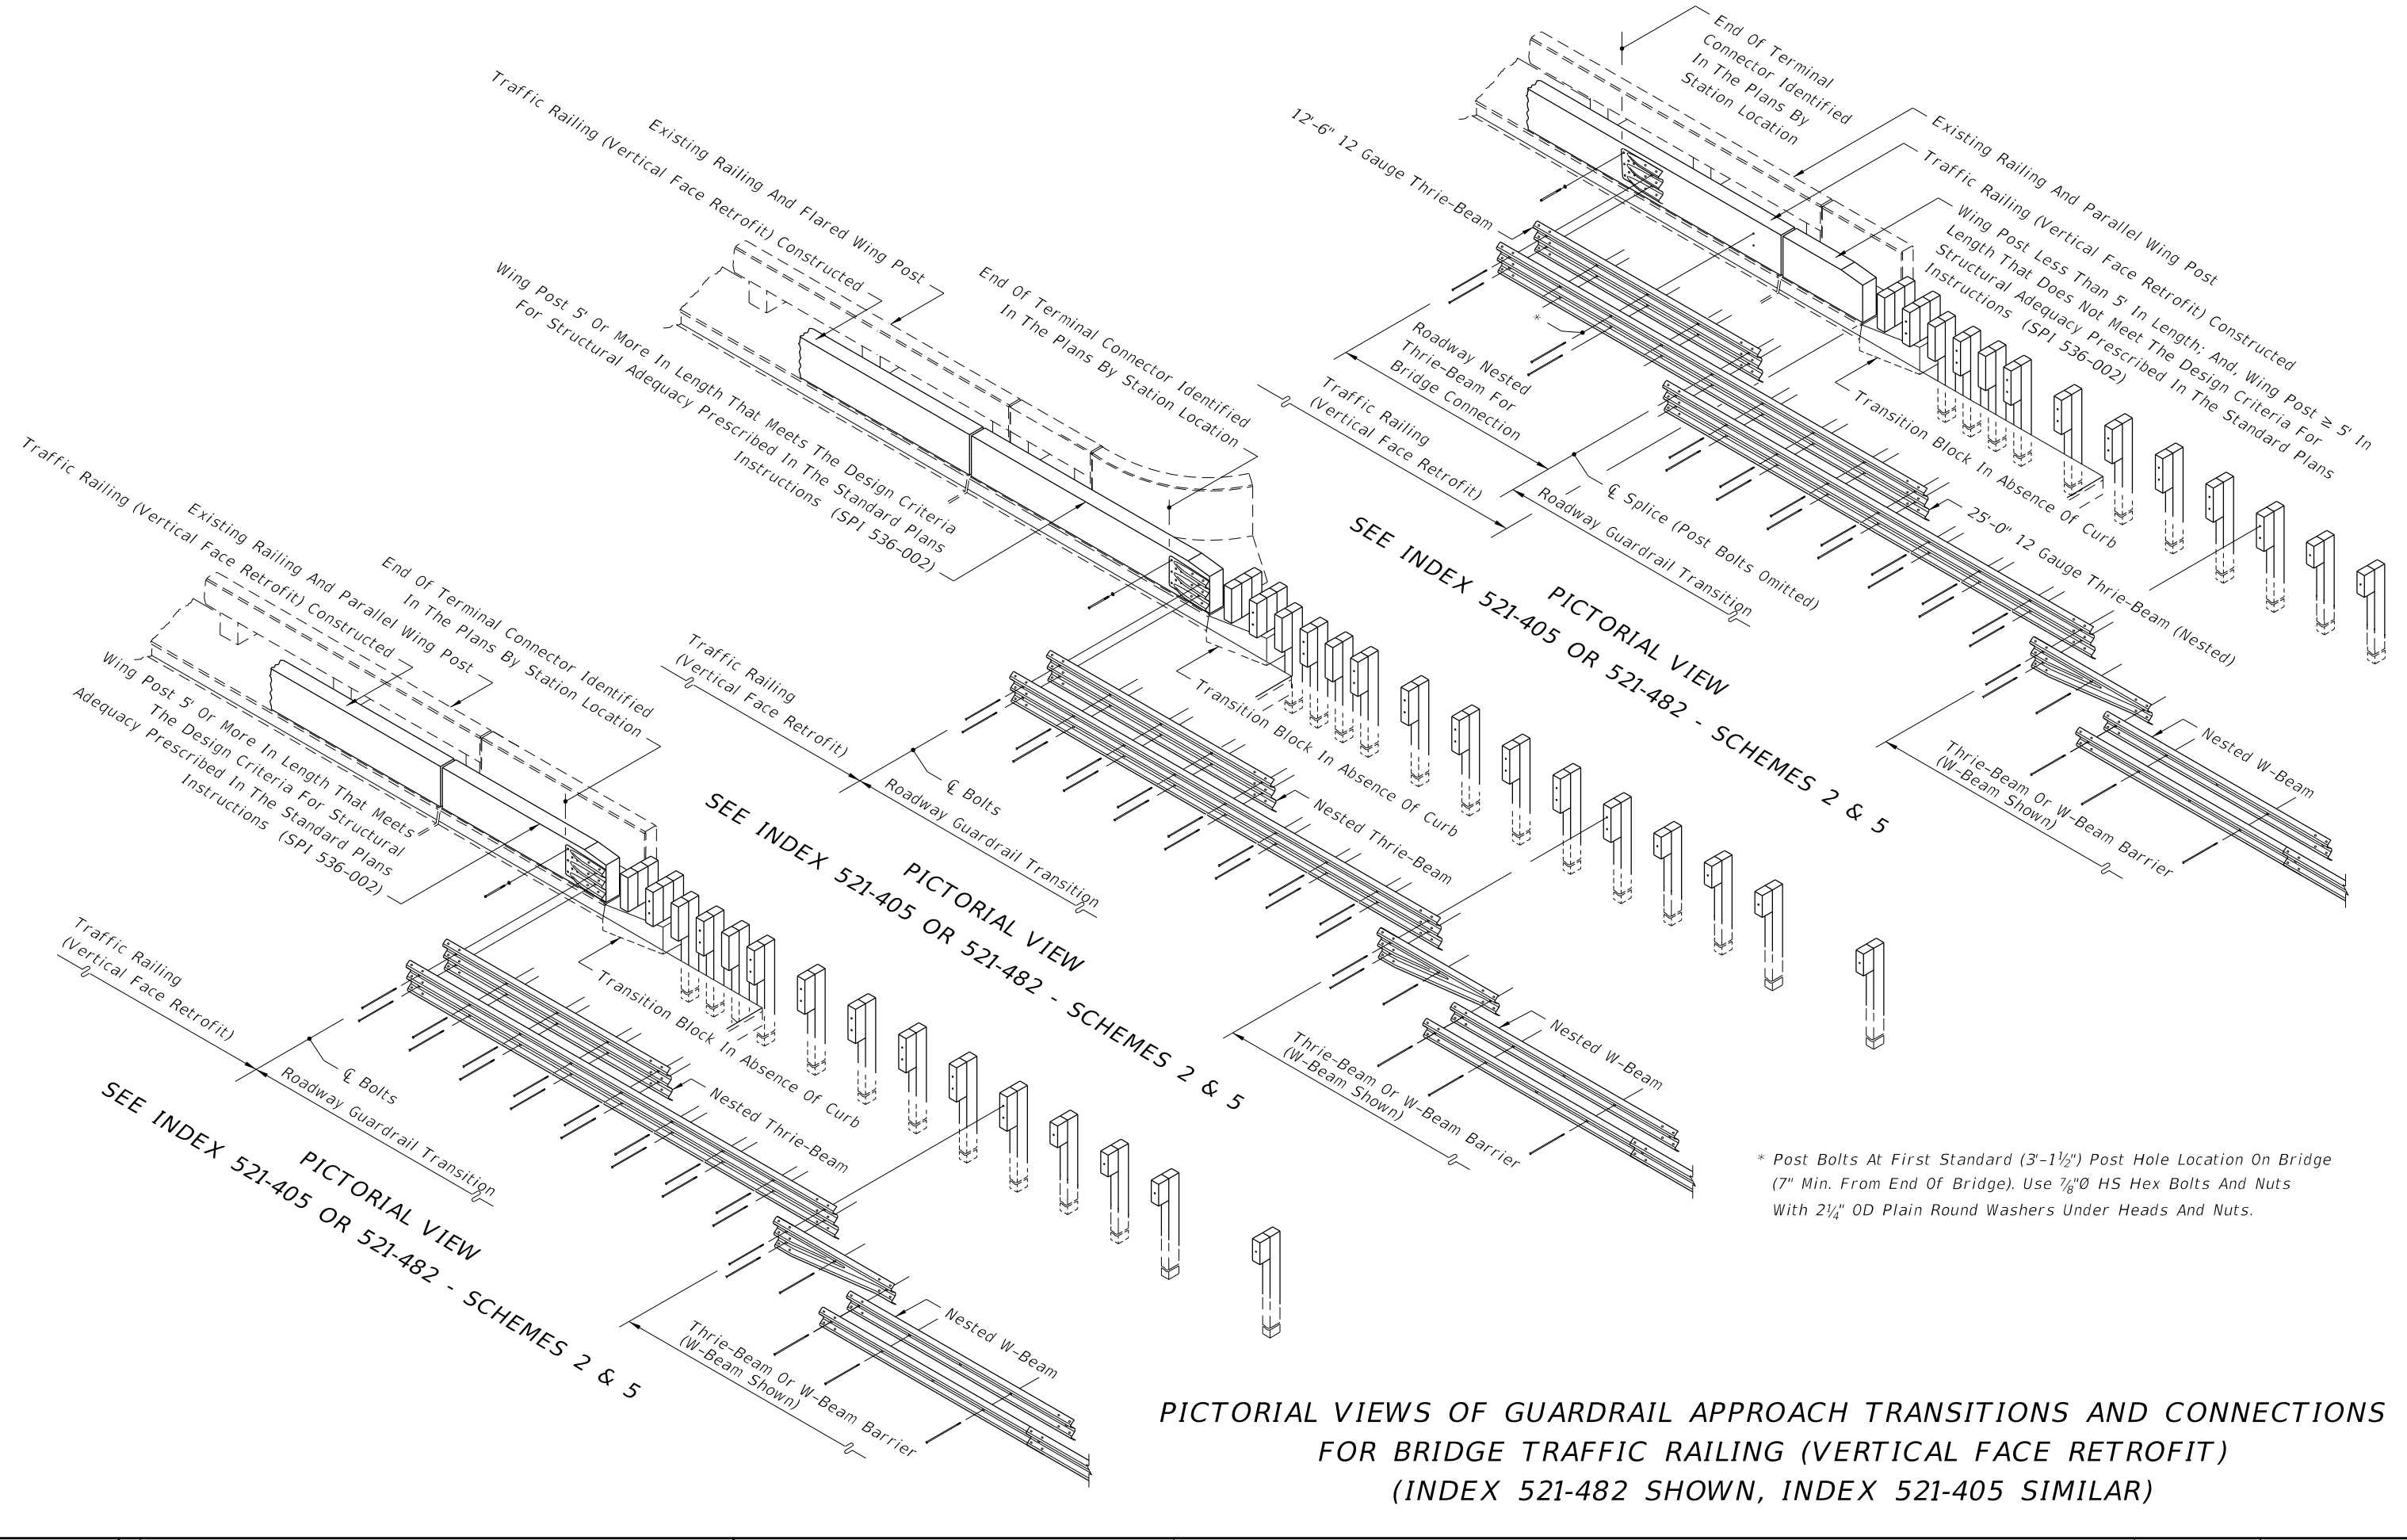 Traffic Railing (Vertical Face Retrofit) Constructed
Existing Railing And Parallel Wing Post
End Of Terminal Connector Identified
In The Plans By Station Location
Wing Post 5' Or More In Length That Meets
The Design Criteria For Structural
Adequacy Prescribed In The Standard Plans
Instructions (SPI 536-002)
Traffic Railing
(Vertical Face Retrofit)
℄ Bolts
Roadway Guardrail Transition
Transition Block In Absence Of Curb
Nested Thrie-Beam
Thrie-Beam Or W-Beam Barrier
(W-Beam Shown)
Nested W-Beam
PICTORIAL VIEW
SEE INDEX 521-405 OR 521-482 - SCHEMES 2 & 5
Traffic Railing (Vertical Face Retrofit) Constructed
Existing Railing And Flared Wing Post
End Of Terminal Connector Identified
In The Plans By Station Location
Wing Post 5' Or More In Length That Meets The Design Criteria
For Structural Adequacy Prescribed In The Standard Plans
Instructions (SPI 536-002)
Traffic Railing
(Vertical Face Retrofit)
℄ Bolts
Roadway Guardrail Transition
Transition Block In Absence Of Curb
Nested Thrie-Beam
Thrie-Beam Or W-Beam Barrier
(W-Beam Shown)
Nested W-Beam
PICTORIAL VIEW
SEE INDEX 521-405 OR 521-482 - SCHEMES 2 & 5
End Of Terminal
Connector Identified
In The Plans By
Station Location
12'-6" 12 Gauge Thrie-Beam
Existing Railing And Parallel Wing Post
Traffic Railing (Vertical Face Retrofit) Constructed
Wing Post Less Than 5' In Length; And, Wing Post ≥ 5' In
Length That Does Not Meet The Design Criteria For
Structural Adequacy Prescribed In The Standard Plans
Instructions (SPI 536-002)
*
Roadway Nested
Thrie-Beam For
Bridge Connection
Traffic Railing
(Vertical Face Retrofit)
℄ Splice (Post Bolts Omitted)
Roadway Guardrail Transition
Transition Block In Absence Of Curb
25'-0" 12 Gauge Thrie-Beam (Nested)
Thrie-Beam Or W-Beam Barrier
(W-Beam Shown)
Nested W-Beam
PICTORIAL VIEW
SEE INDEX 521-405 OR 521-482 - SCHEMES 2 & 5
* Post Bolts At First Standard (3'-1½") Post Hole Location On Bridge
(7" Min. From End Of Bridge). Use ⅞"Ø HS Hex Bolts And Nuts
With 2¼" OD Plain Round Washers Under Heads And Nuts.
PICTORIAL VIEWS OF GUARDRAIL APPROACH TRANSITIONS AND CONNECTIONS
FOR BRIDGE TRAFFIC RAILING (VERTICAL FACE RETROFIT)
(INDEX 521-482 SHOWN, INDEX 521-405 SIMILAR)